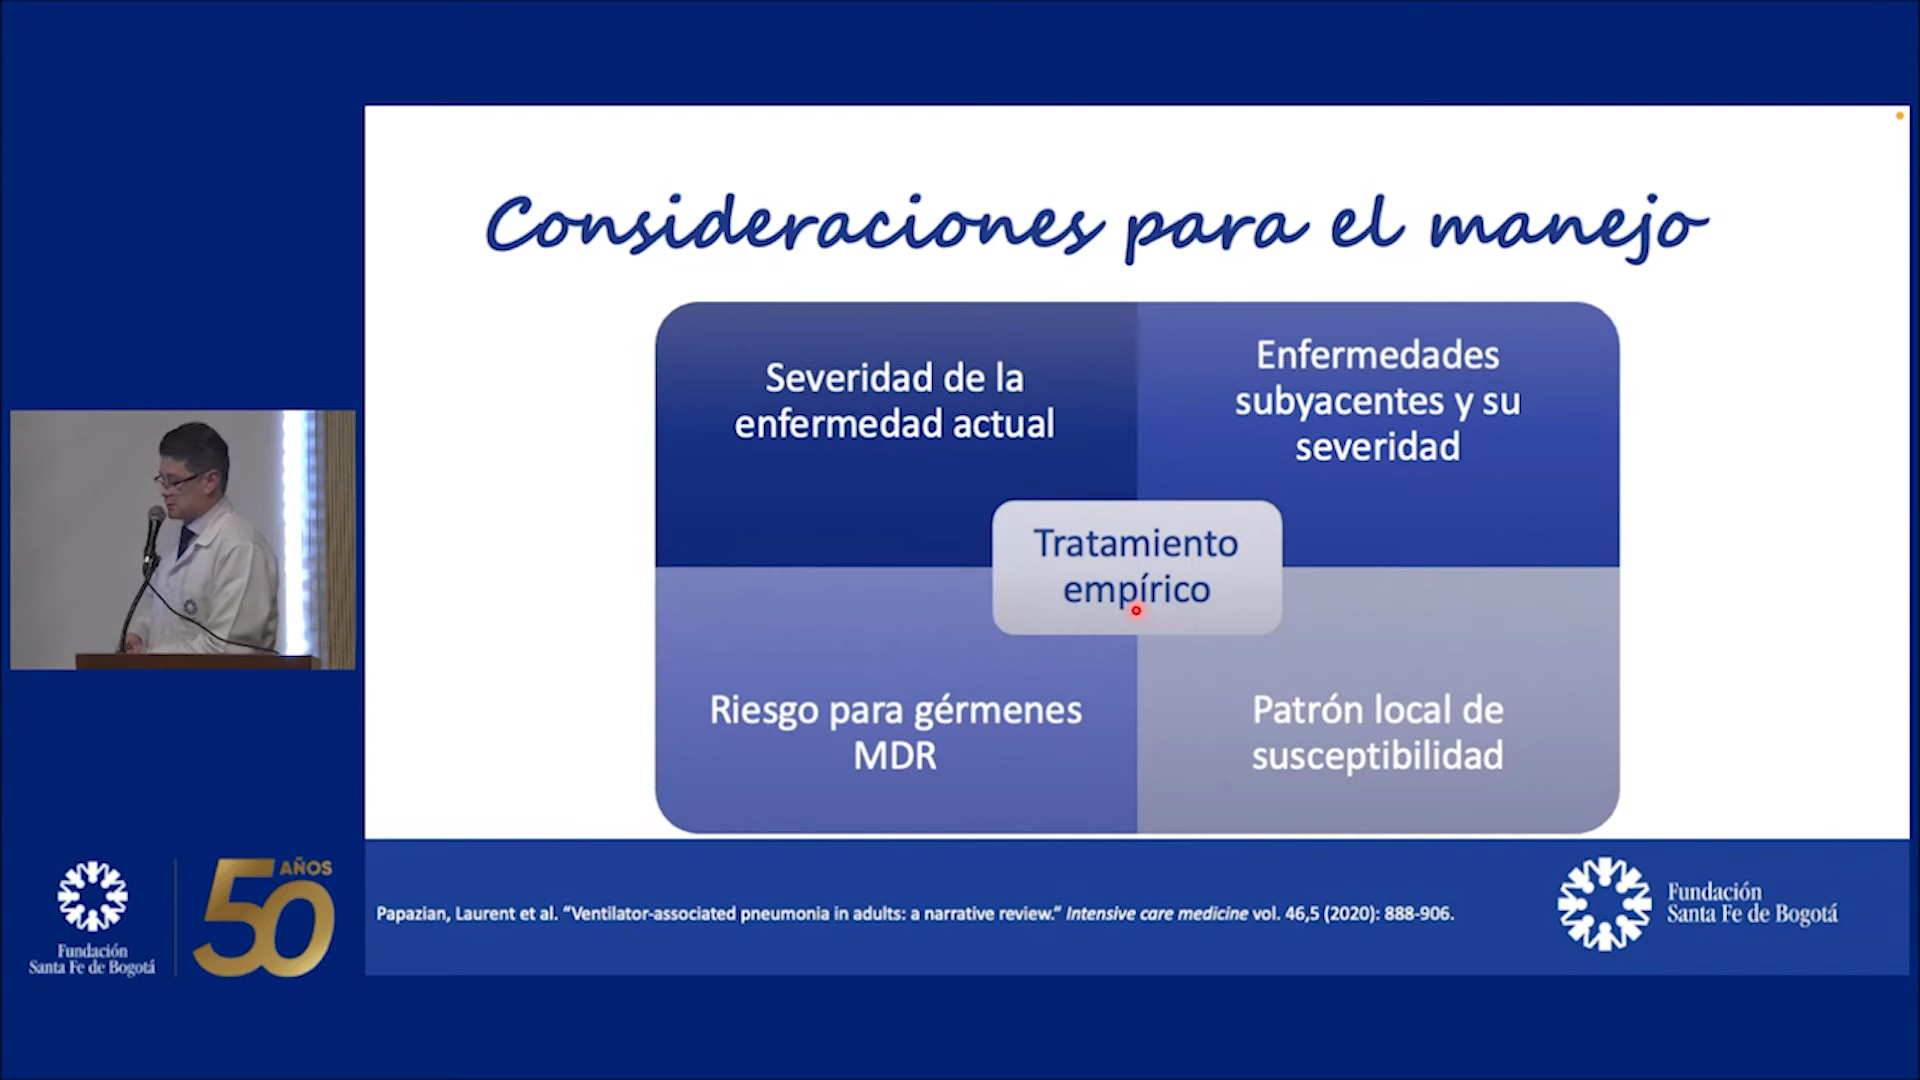 Consideraciones para el manejo
Severidad de la
enfermedad actual
Enfermedades
subyacentes y su
severidad
Tratamiento
empírico
Riesgo para gérmenes
MDR
Patrón local de
susceptibilidad
Fundación
Santa Fe de Bogotá
50 AÑOS
Papazian, Laurent et al. “Ventilator-associated pneumonia in adults: a narrative review.” Intensive care medicine vol. 46,5 (2020): 888-906.
Fundación
Santa Fe de Bogotá